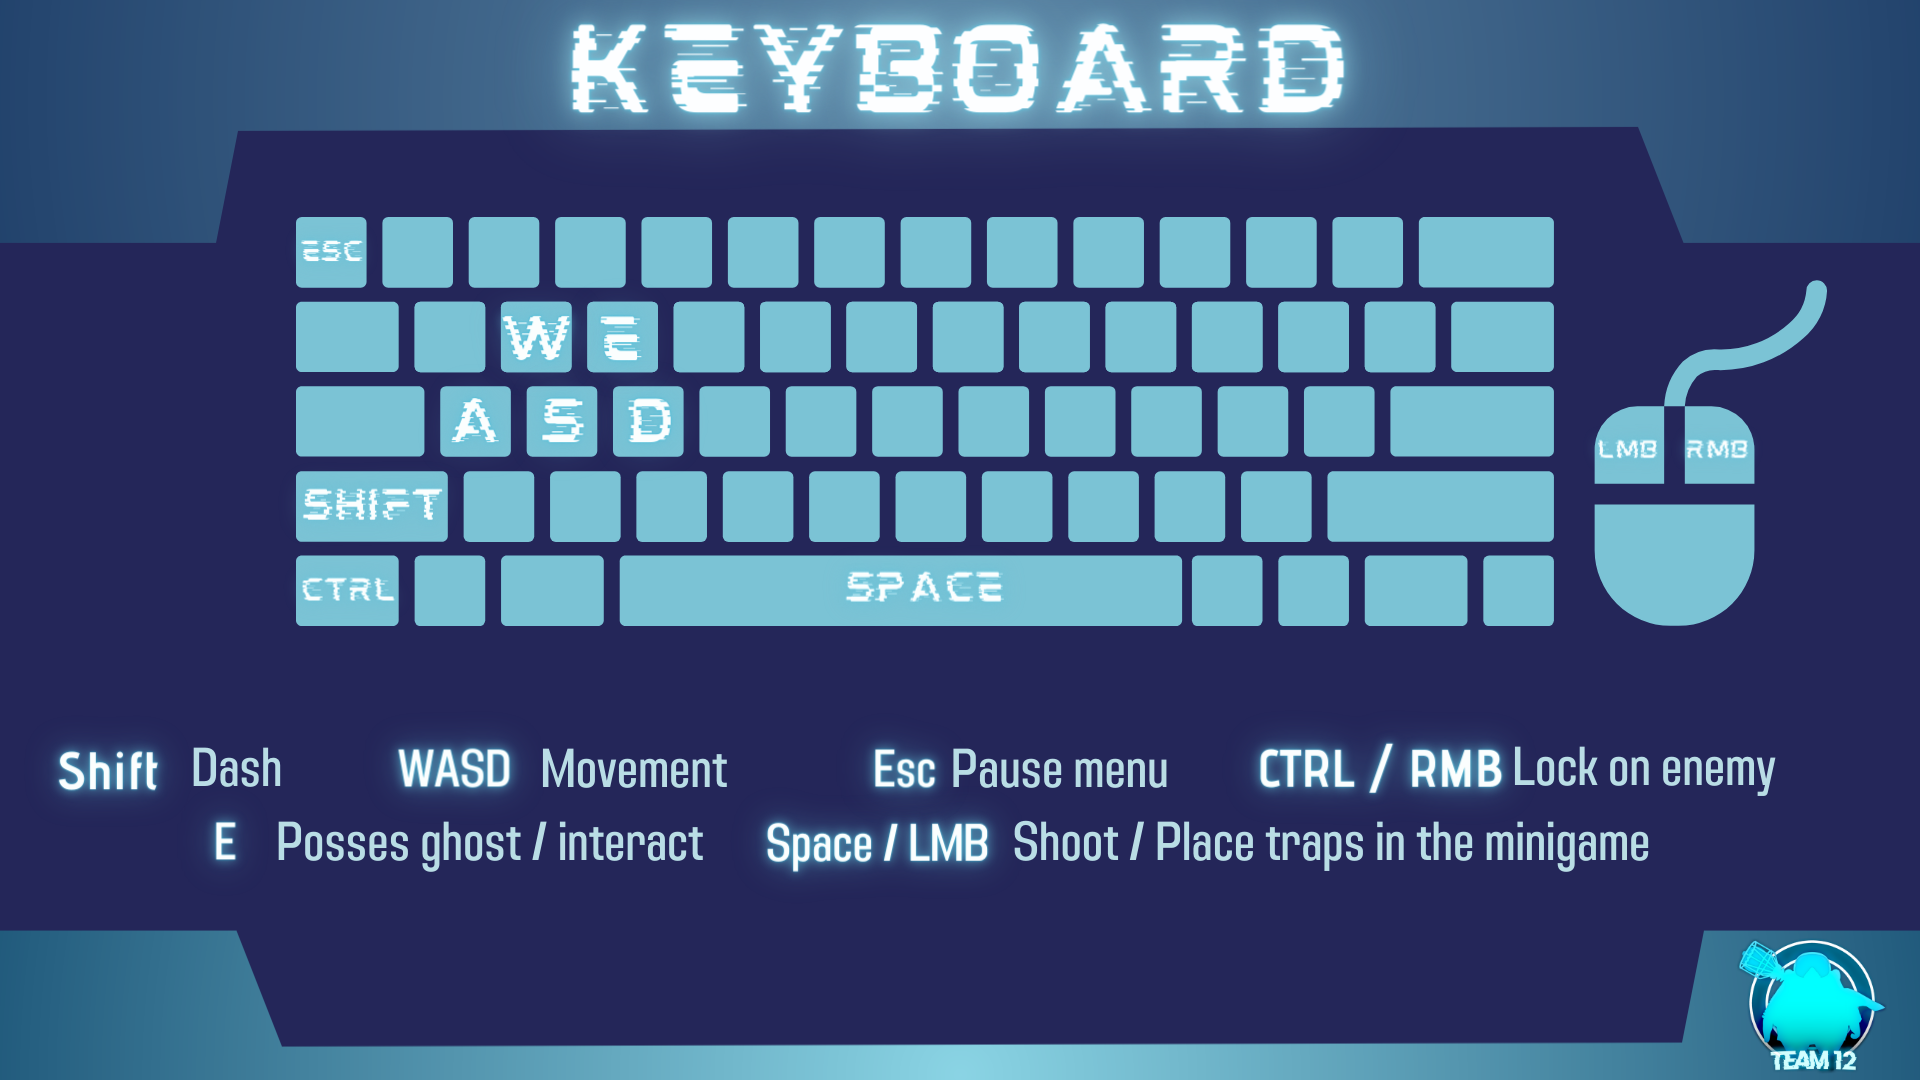 KEYBOARD
ESC
W E
A S D
LMB RMB
SHIFT
CTRL SPACE
Shift Dash WASD Movement Esc Pause menu CTRL / RMB Lock on enemy
E Posses ghost / interact Space / LMB Shoot / Place traps in the minigame
TEAM 12